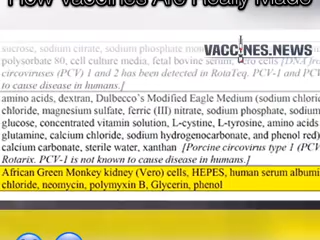 How Vaccines Are Really Made
VACCINES.NEWS
sucrose, sodium citrate, sodium phosphate mono
polysorbate 80, cell culture media, fetal bovine serum, vero cells [DNA from
circoviruses (PCV) 1 and 2 has been detected in RotaTeq. PCV-1 and PCV
to cause disease in humans.]
amino acids, dextran, Dulbecco's Modified Eagle Medium (sodium chloride
chloride, magnesium sulfate, ferric (III) nitrate, sodium phosphate, sodium
glucose, concentrated vitamin solution, L-cystine, L-tyrosine, amino acids
glutamine, calcium chloride, sodium hydrogenocarbonate, and phenol red)
calcium carbonate, sterile water, xanthan [Porcine circovirus type 1 (PCV
Rotarix. PCV-1 is not known to cause disease in humans.]
African Green Monkey kidney (Vero) cells, HEPES, human serum albumi
chloride, neomycin, polymyxin B, Glycerin, phenol